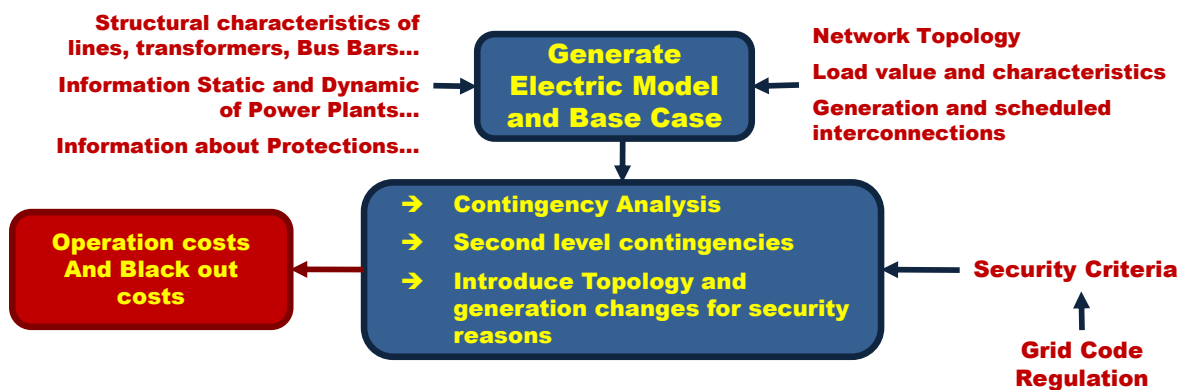 Structural characteristics of
lines, transformers, Bus Bars...
Information Static and Dynamic
of Power Plants...
Information about Protections...
Generate
Electric Model
and Base Case
Network Topology
Load value and characteristics
Generation and scheduled
interconnections
➔ Contingency Analysis
➔ Second level contingencies
➔ Introduce Topology and
generation changes for security
reasons
Operation costs
And Black out
costs
Security Criteria
Grid Code
Regulation